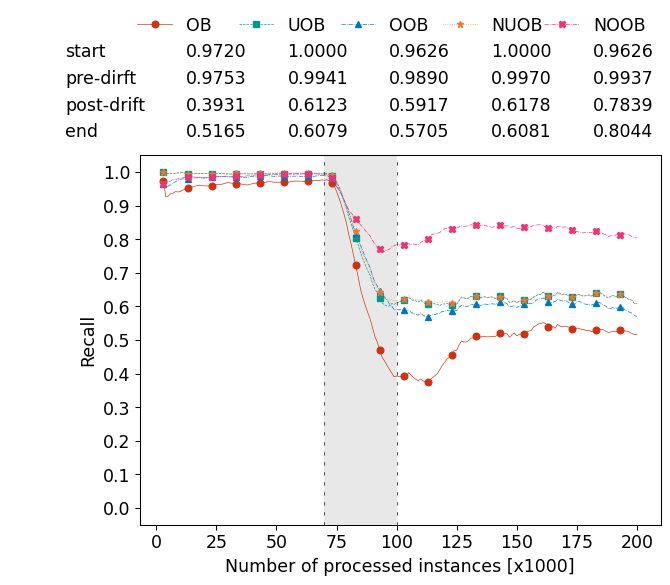 OB UOB OOB NUOB NOOB
start 0.9720 1.0000 0.9626 1.0000 0.9626
pre-dirft 0.9753 0.9941 0.9890 0.9970 0.9937
post-drift 0.3931 0.6123 0.5917 0.6178 0.7839
end 0.5165 0.6079 0.5705 0.6081 0.8044
1.0
0.9
0.8
0.7
0.6
0.5
0.4
0.3
0.2
0.1
0.0
Recall
0 25 50 75 100 125 150 175 200
Number of processed instances [x1000]